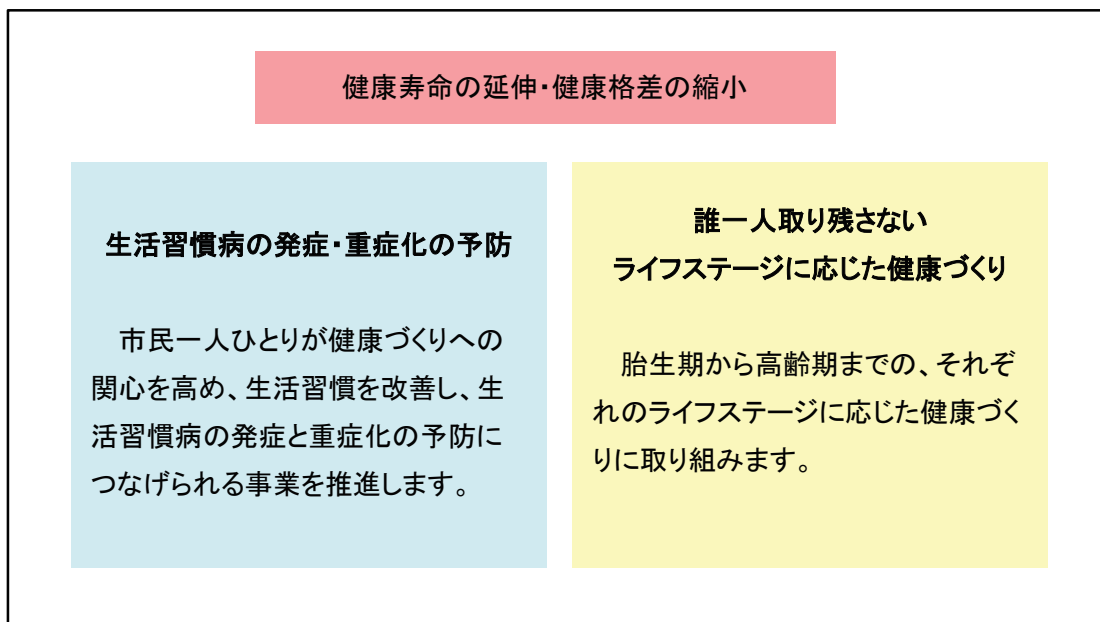 健康寿命の延伸・健康格差の縮小
生活習慣病の発症・重症化の予防
市民一人ひとりが健康づくりへの
関心を高め、生活習慣を改善し、生
活習慣病の発症と重症化の予防に
つなげられる事業を推進します。
誰一人取り残さない
ライフステージに応じた健康づくり
胎生期から高齢期までの、それぞ
れのライフステージに応じた健康づく
りに取り組みます。